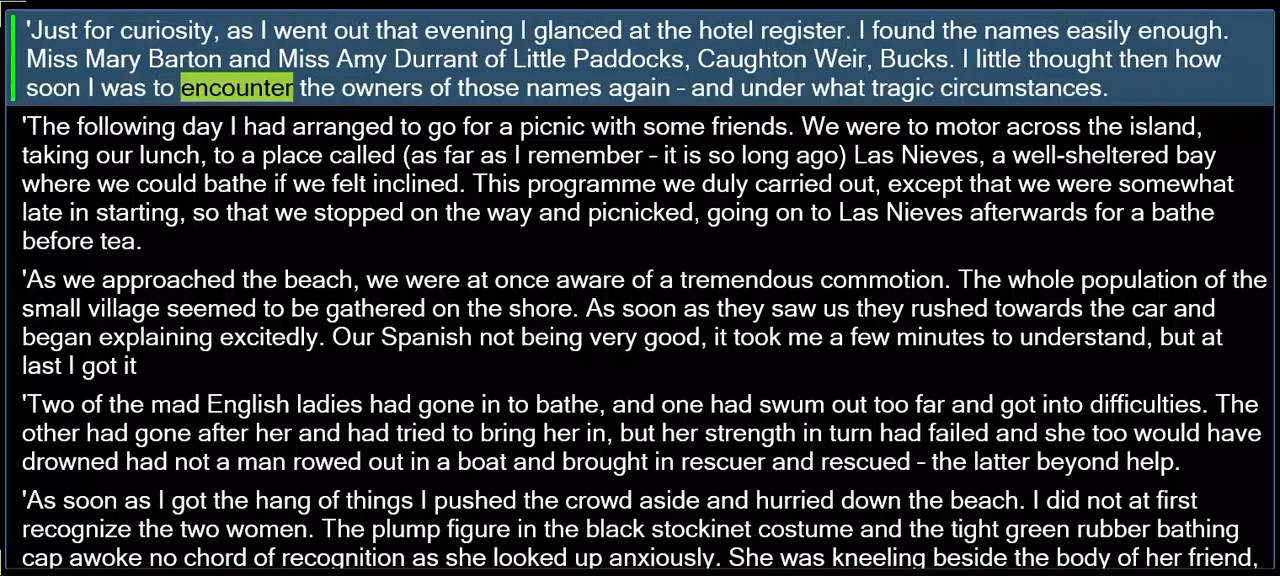 'Just for curiosity, as I went out that evening I glanced at the hotel register. I found the names easily enough.
Miss Mary Barton and Miss Amy Durrant of Little Paddocks, Caughton Weir, Bucks. I little thought then how
soon I was to encounter the owners of those names again – and under what tragic circumstances.
'The following day I had arranged to go for a picnic with some friends. We were to motor across the island,
taking our lunch, to a place called (as far as I remember – it is so long ago) Las Nieves, a well-sheltered bay
where we could bathe if we felt inclined. This programme we duly carried out, except that we were somewhat
late in starting, so that we stopped on the way and picnicked, going on to Las Nieves afterwards for a bathe
before tea.
'As we approached the beach, we were at once aware of a tremendous commotion. The whole population of the
small village seemed to be gathered on the shore. As soon as they saw us they rushed towards the car and
began explaining excitedly. Our Spanish not being very good, it took me a few minutes to understand, but at
last I got it
'Two of the mad English ladies had gone in to bathe, and one had swum out too far and got into difficulties. The
other had gone after her and had tried to bring her in, but her strength in turn had failed and she too would have
drowned had not a man rowed out in a boat and brought in rescuer and rescued – the latter beyond help.
'As soon as I got the hang of things I pushed the crowd aside and hurried down the beach. I did not at first
recognize the two women. The plump figure in the black stockinet costume and the tight green rubber bathing
cap awoke no chord of recognition as she looked up anxiously. She was kneeling beside the body of her friend,